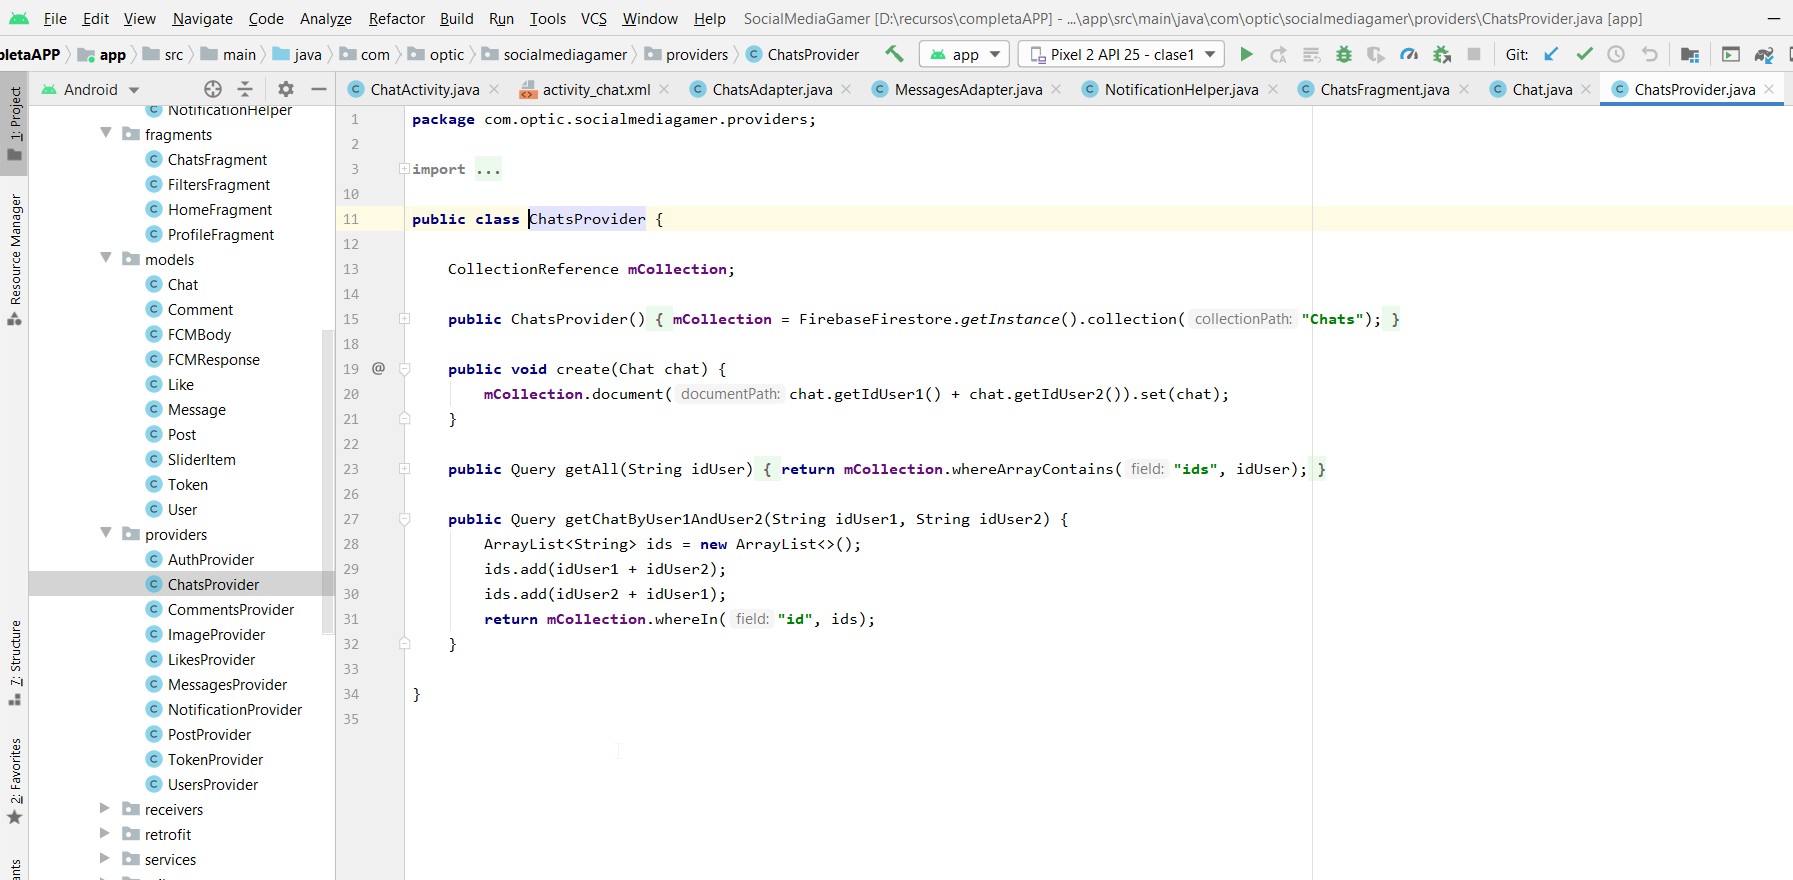 File Edit View Navigate Code Analyze Refactor Build Run Tools VCS Window Help SocialMediaGamer [D:\recursos\completaAPP] - ...\app\src\main\java\com\optic\socialmediagamer\providers\ChatsProvider.java [app]
pletaAPP app src main java com optic socialmediagamer providers ChatsProvider app Pixel 2 API 25 - clase1 Git:
Android ChatActivity.java activity_chat.xml ChatsAdapter.java MessagesAdapter.java NotificationHelper.java ChatsFragment.java Chat.java ChatsProvider.java
1: Project
Resource Manager
7: Structure
2: Favorites
ants
NotificationHelper
fragments
ChatsFragment
FiltersFragment
HomeFragment
ProfileFragment
models
Chat
Comment
FCMBody
FCMResponse
Like
Message
Post
SliderItem
Token
User
providers
AuthProvider
ChatsProvider
CommentsProvider
ImageProvider
LikesProvider
MessagesProvider
NotificationProvider
PostProvider
TokenProvider
UsersProvider
receivers
retrofit
services
1 package com.optic.socialmediagamer.providers;
2
3 import ...
10
11 public class ChatsProvider {
12
13 CollectionReference mCollection;
14
15 public ChatsProvider() { mCollection = FirebaseFirestore.getInstance().collection( collectionPath: "Chats"); }
18
19 @ public void create(Chat chat) {
20 mCollection.document( documentPath: chat.getIdUser1() + chat.getIdUser2()).set(chat);
21 }
22
23 public Query getAll(String idUser) { return mCollection.whereArrayContains( field: "ids", idUser); }
26
27 public Query getChatByUser1AndUser2(String idUser1, String idUser2) {
28 ArrayList<String> ids = new ArrayList<>();
29 ids.add(idUser1 + idUser2);
30 ids.add(idUser2 + idUser1);
31 return mCollection.whereIn( field: "id", ids);
32 }
33
34 }
35